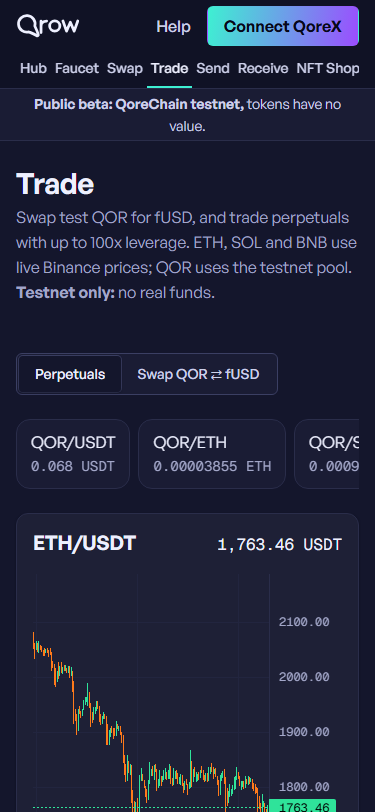 Qrow
Help
Connect QoreX
Hub Faucet Swap Trade Send Receive NFT Shop
Public beta: QoreChain testnet, tokens have no
value.
Trade
Swap test QOR for fUSD, and trade perpetuals
with up to 100x leverage. ETH, SOL and BNB use
live Binance prices; QOR uses the testnet pool.
Testnet only: no real funds.
Perpetuals
Swap QOR ⇄ fUSD
QOR/USDT
0.068 USDT
QOR/ETH
0.00003855 ETH
QOR/S
0.0009
ETH/USDT
1,763.46 USDT
2100.00
2000.00
1900.00
1800.00
1763.46